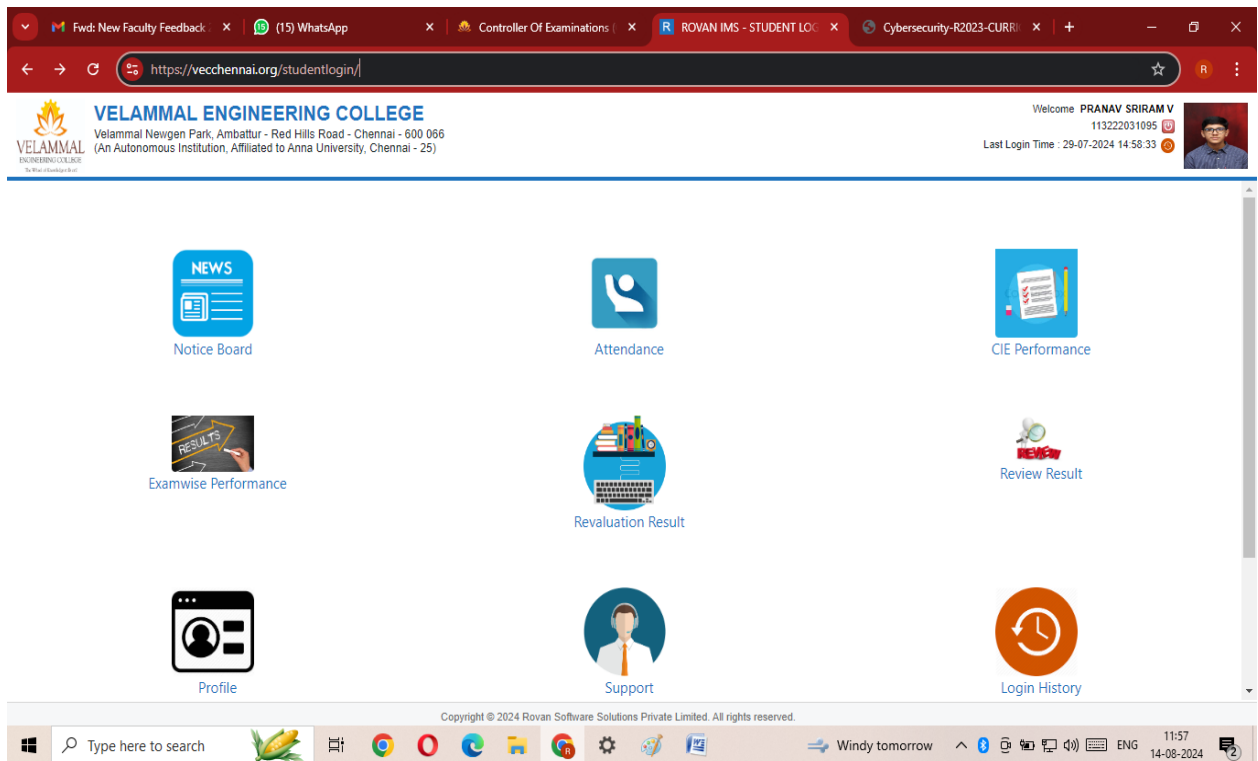 Fwd: New Faculty Feedback
(15) WhatsApp
Controller Of Examinations (
ROVAN IMS - STUDENT LOG
Cybersecurity-R2023-CURRI
https://vecchennai.org/studentlogin/
R
VELAMMAL
ENGINEERING COLLEGE
VELAMMAL ENGINEERING COLLEGE
Velammal Newgen Park, Ambattur - Red Hills Road - Chennai - 600 066
(An Autonomous Institution, Affiliated to Anna University, Chennai - 25)
Welcome PRANAV SRIRAM V
113222031095
Last Login Time : 29-07-2024 14:58:33
NEWS
Notice Board
Attendance
CIE Performance
RESULTS
Examwise Performance
Revaluation Result
REVIEW
Review Result
Profile
Support
Login History
Copyright © 2024 Rovan Software Solutions Private Limited. All rights reserved.
Type here to search
Windy tomorrow
ENG
11:57
14-08-2024
2